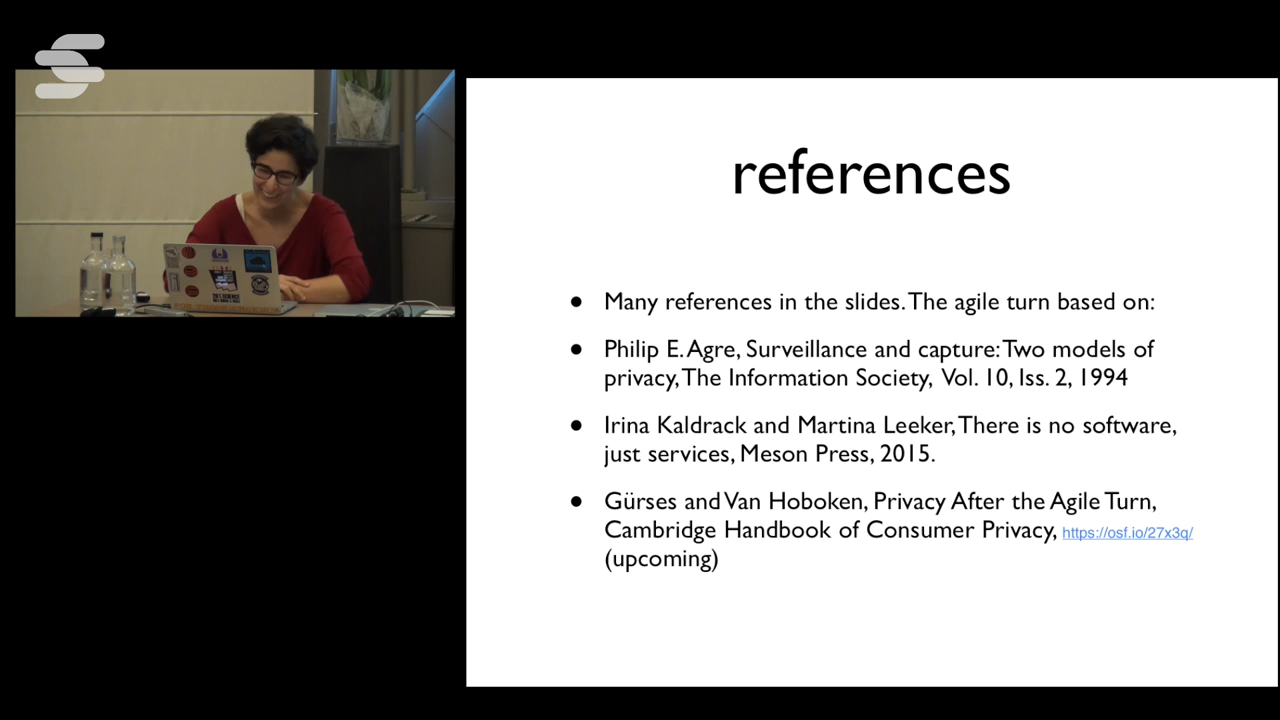 references
• Many references in the slides. The agile turn based on:
• Philip E. Agre, Surveillance and capture: Two models of
privacy, The Information Society, Vol. 10, Iss. 2, 1994
• Irina Kaldrack and Martina Leeker, There is no software,
just services, Meson Press, 2015.
• Gürses and Van Hoboken, Privacy After the Agile Turn,
Cambridge Handbook of Consumer Privacy, https://osf.io/27x3q/
(upcoming)